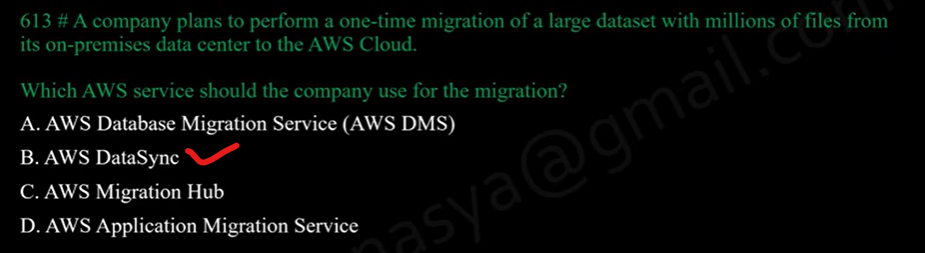 613 # A company plans to perform a one-time migration of a large dataset with millions of files from
its on-premises data center to the AWS Cloud.
Which AWS service should the company use for the migration?
A. AWS Database Migration Service (AWS DMS)
B. AWS DataSync
C. AWS Migration Hub
D. AWS Application Migration Service